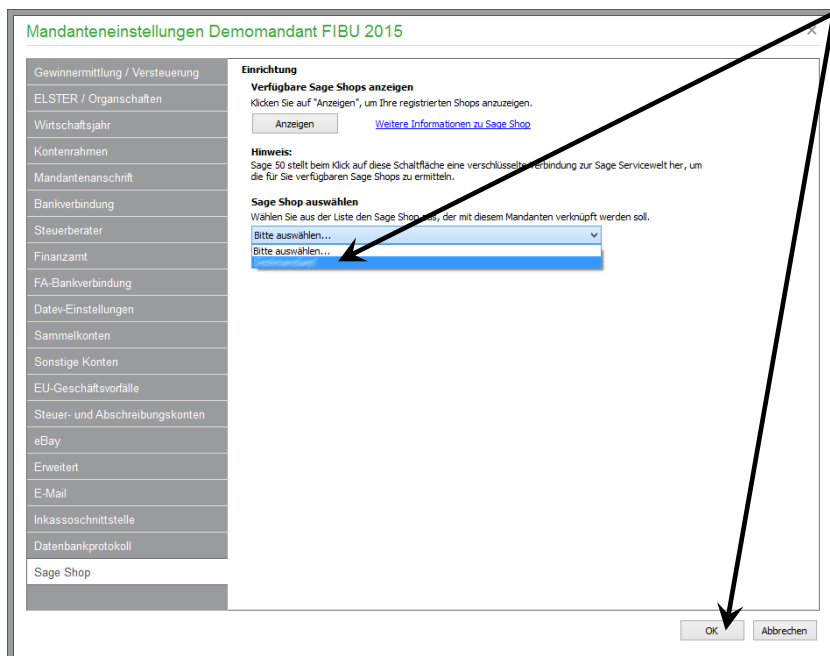 Mandanteneinstellungen Demomandant FIBU 2015
Gewinnermittlung / Versteuerung
ELSTER / Organschaften
Wirtschaftsjahr
Kontenrahmen
Mandantenanschrift
Bankverbindung
Steuerberater
Finanzamt
FA-Bankverbindung
Datev-Einstellungen
Sammelkonten
Sonstige Konten
EU-Geschäftsvorfälle
Steuer- und Abschreibungskonten
eBay
Erweitert
E-Mail
Inkassoschnittstelle
Datenbankprotokoll
Sage Shop
Einrichtung
Verfügbare Sage Shops anzeigen
Klicken Sie auf "Anzeigen", um Ihre registrierten Shops anzuzeigen.
Anzeigen Weitere Informationen zu Sage Shop
Hinweis:
Sage 50 stellt beim Klick auf diese Schaltfläche eine verschlüsselte Verbindung zur Sage Servicewelt her, um
die für Sie verfügbaren Sage Shops zu ermitteln.
Sage Shop auswählen
Wählen Sie aus der Liste den Sage Shop aus, der mit diesem Mandanten verknüpft werden soll.
Bitte auswählen...
Bitte auswählen...
OK Abbrechen